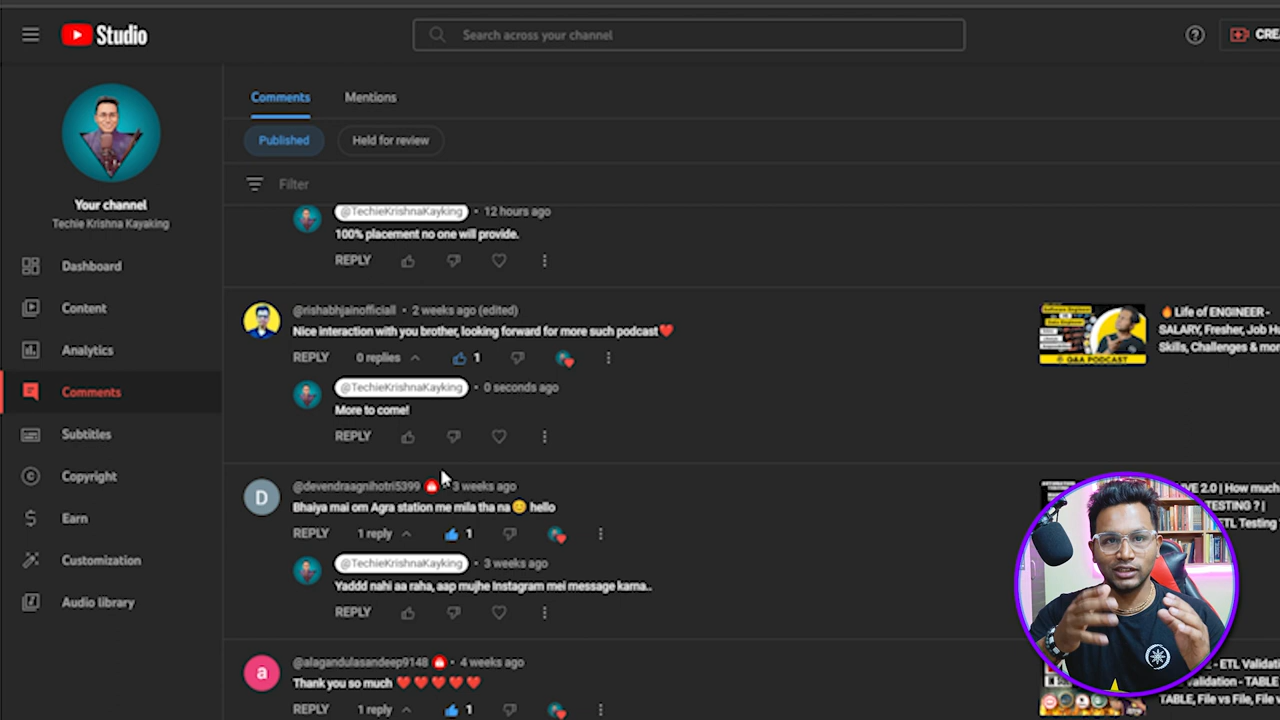 Studio
Search across your channel
CRE
Comments
Mentions
Published
Held for review
Your channel
Techie Krishna Kayaking
Filter
Dashboard
Content
Analytics
Comments
Subtitles
Copyright
Earn
Customization
Audio library
@TechieKrishnaKayking • 12 hours ago
100% placement no one will provide.
REPLY
@rishabhjainofficiall • 2 weeks ago (edited)
Nice interaction with you brother, looking forward for more such podcast❤️
REPLY 0 replies 1
@TechieKrishnaKayking • 0 seconds ago
More to come!
REPLY
🔥Life of ENGINEER -
SALARY, Fresher, Job Hu
Skills, Challenges & mor
Q&A PODCAST
D
@devendraagnihotri5399 • 3 weeks ago
Bhaiya mai om Agra station me mila tha na😊 hello
REPLY 1 reply 1
@TechieKrishnaKayking • 3 weeks ago
Yaddd nahi aa raha, aap mujhe Instagram mei message karna..
REPLY
IVE 2.0 | How much
TESTING ? |
ETL Testing
a
@alagandulasandeep9148 • 4 weeks ago
Thank you so much ❤️❤️❤️❤️❤️
REPLY 1 reply 1
- ETL Validat
Validation - TABLE
TABLE, File vs File, File v